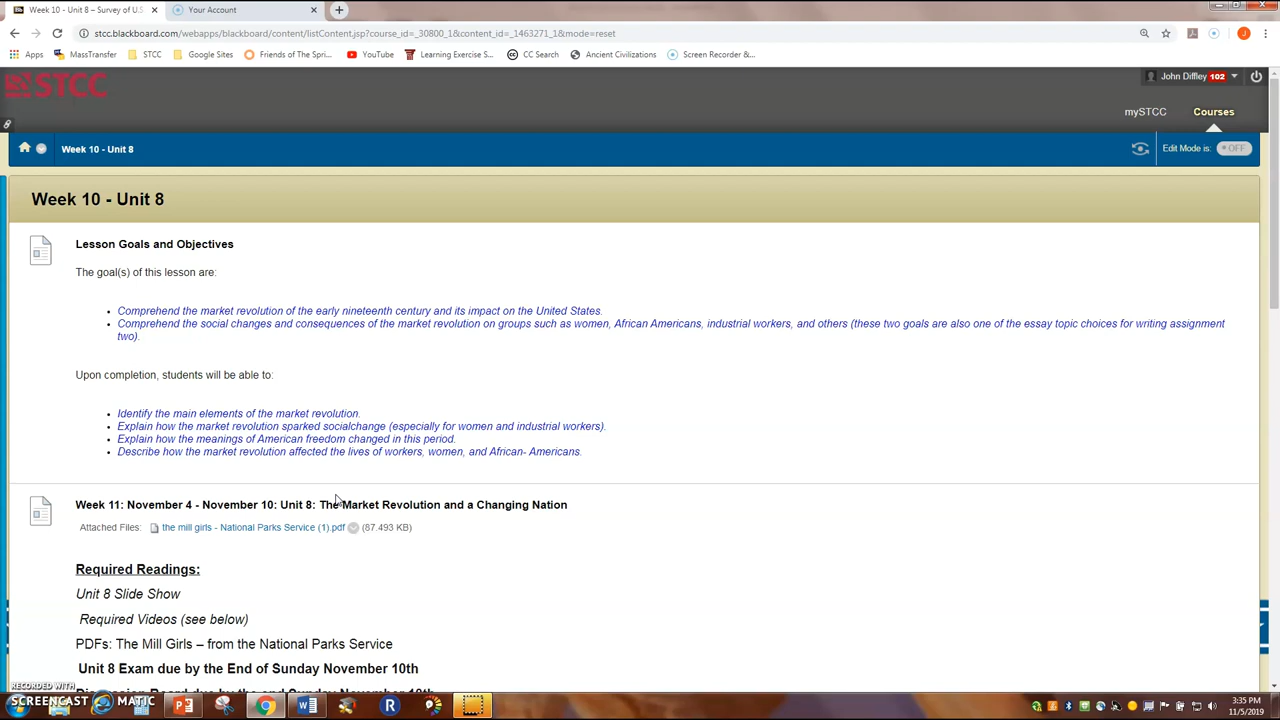 Week 10 - Unit 8 – Survey of U.S
Your Account
stcc.blackboard.com/webapps/blackboard/content/listContent.jsp?course_id=_30800_1&content_id=_1463271_1&mode=reset
Apps MassTransfer STCC Google Sites Friends of The Spri... YouTube Learning Exercise S... CC Search Ancient Civilizations Screen Recorder &...
STCC
John Diffley 102
mySTCC Courses
Week 10 - Unit 8
Edit Mode is: OFF
Week 10 - Unit 8
Lesson Goals and Objectives
The goal(s) of this lesson are:
• Comprehend the market revolution of the early nineteenth century and its impact on the United States.
• Comprehend the social changes and consequences of the market revolution on groups such as women, African Americans, industrial workers, and others (these two goals are also one of the essay topic choices for writing assignment
two).
Upon completion, students will be able to:
• Identify the main elements of the market revolution.
• Explain how the market revolution sparked socialchange (especially for women and industrial workers).
• Explain how the meanings of American freedom changed in this period.
• Describe how the market revolution affected the lives of workers, women, and African- Americans.
Week 11: November 4 - November 10: Unit 8: The Market Revolution and a Changing Nation
Attached Files: the mill girls - National Parks Service (1).pdf (87.493 KB)
Required Readings:
Unit 8 Slide Show
Required Videos (see below)
PDFs: The Mill Girls – from the National Parks Service
Unit 8 Exam due by the End of Sunday November 10th
Discussion Board due by the end Sunday November 10th
RECORDED WITH
SCREENCAST MATIC
3:35 PM
11/5/2019